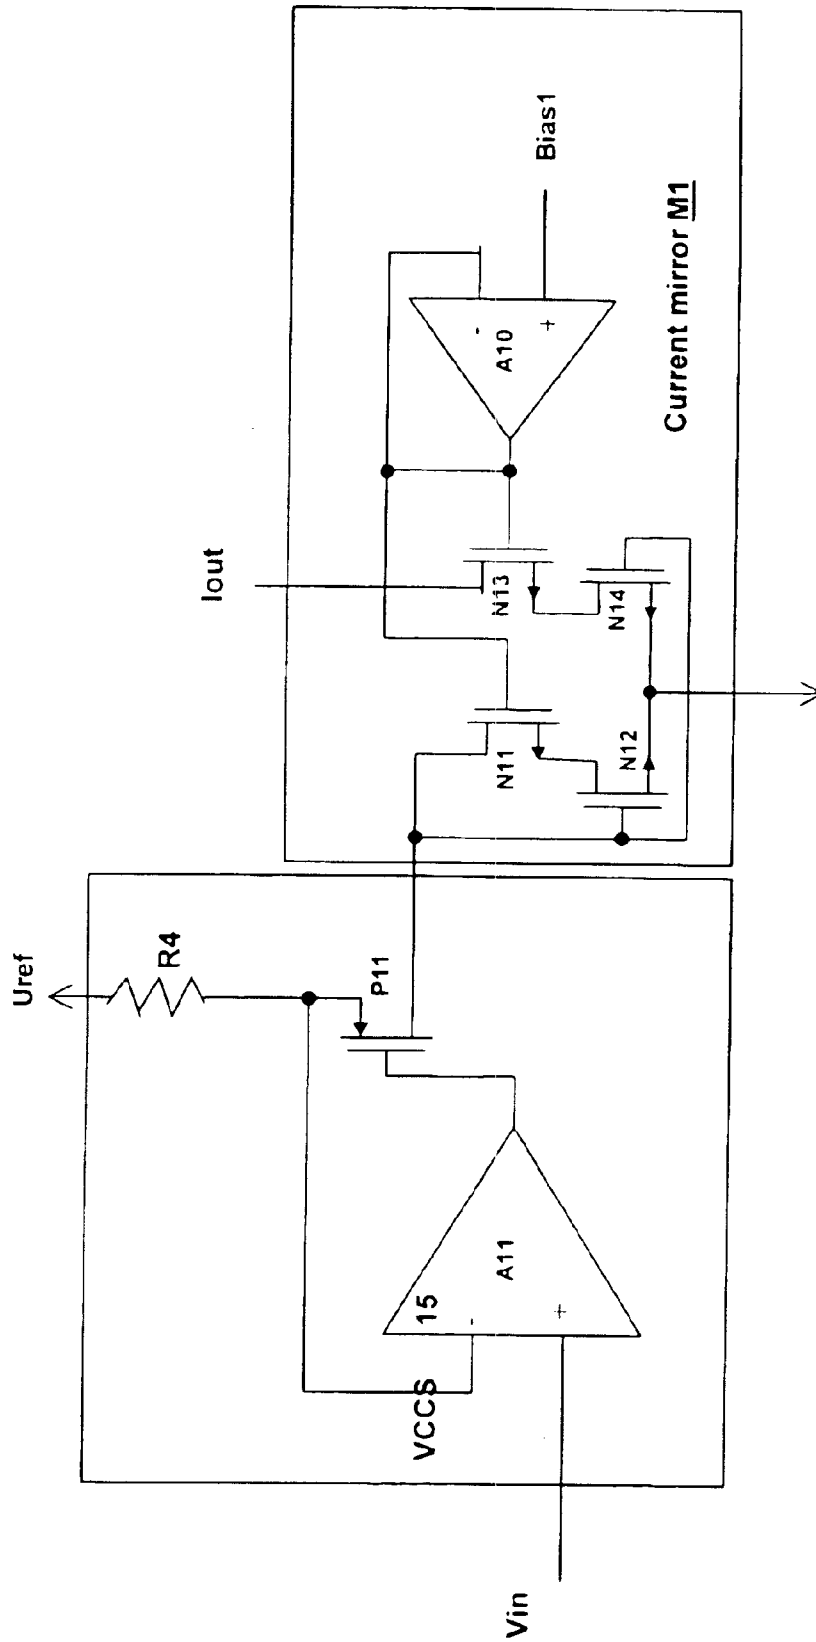 Uref
R4
P11
15
A11
-
+
VCCS
Vin
Iout
N11
N12
N13
N14
A10
-
+
Bias1
Current mirror M1